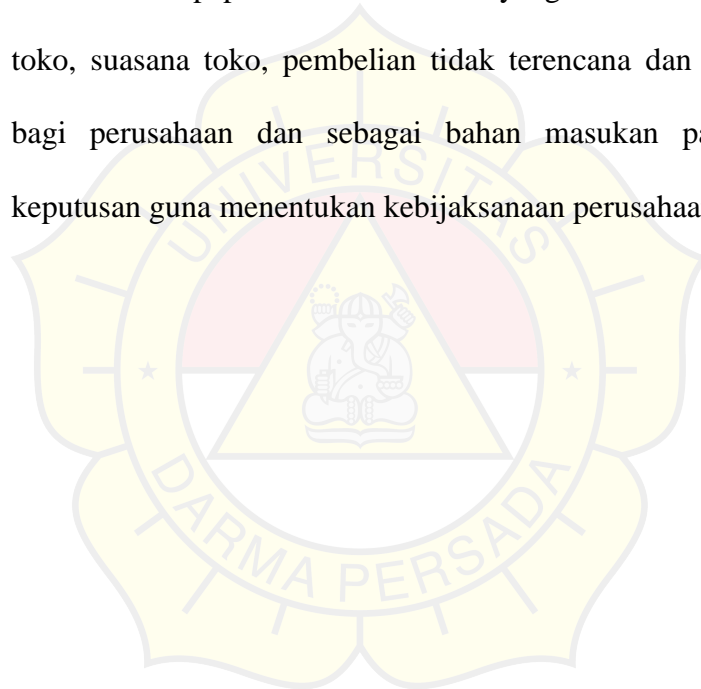 toko, suasana toko, pembelian tidak terencana dan
bagi perusahaan dan sebagai bahan masukan
keputusan guna menentukan kebijaksanaan
UNIVERSITAS
DARMA PERSADA